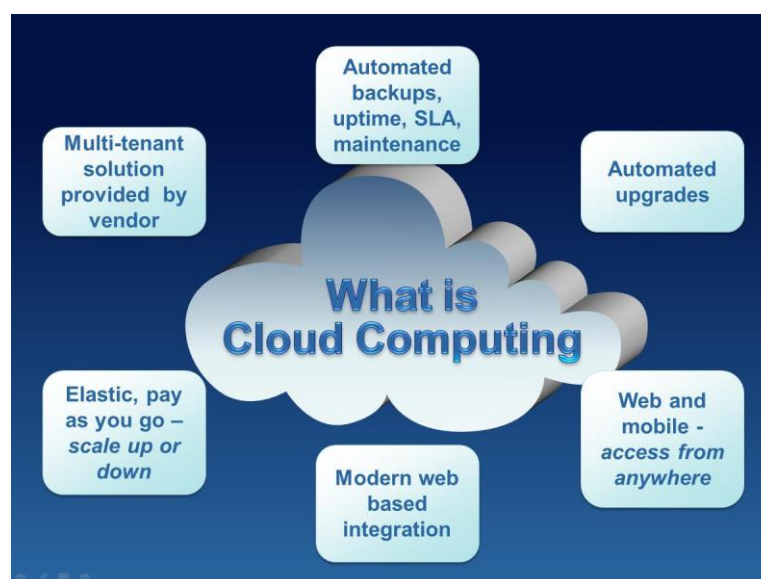 Automated
backups,
uptime, SLA,
maintenance
Multi-tenant
solution
provided by
vendor
Automated
upgrades
What is
Cloud Computing
Elastic, pay
as you go –
scale up or
down
Web and
mobile -
access from
anywhere
Modern web
based
integration